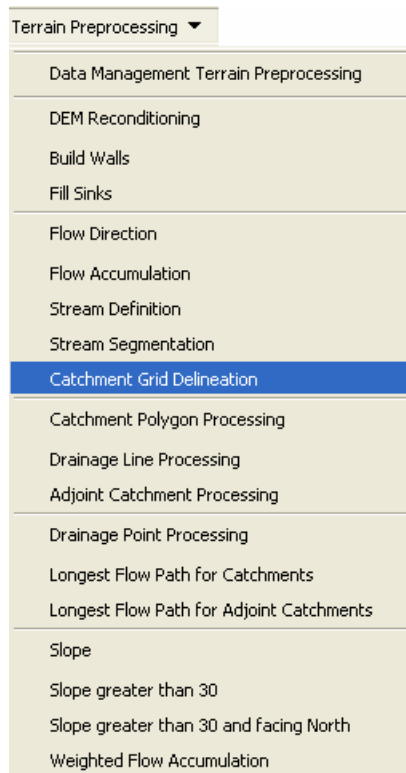 Terrain Preprocessing
Data Management Terrain Preprocessing
DEM Reconditioning
Build Walls
Fill Sinks
Flow Direction
Flow Accumulation
Stream Definition
Stream Segmentation
Catchment Grid Delineation
Catchment Polygon Processing
Drainage Line Processing
Adjoint Catchment Processing
Drainage Point Processing
Longest Flow Path for Catchments
Longest Flow Path for Adjoint Catchments
Slope
Slope greater than 30
Slope greater than 30 and facing North
Weighted Flow Accumulation